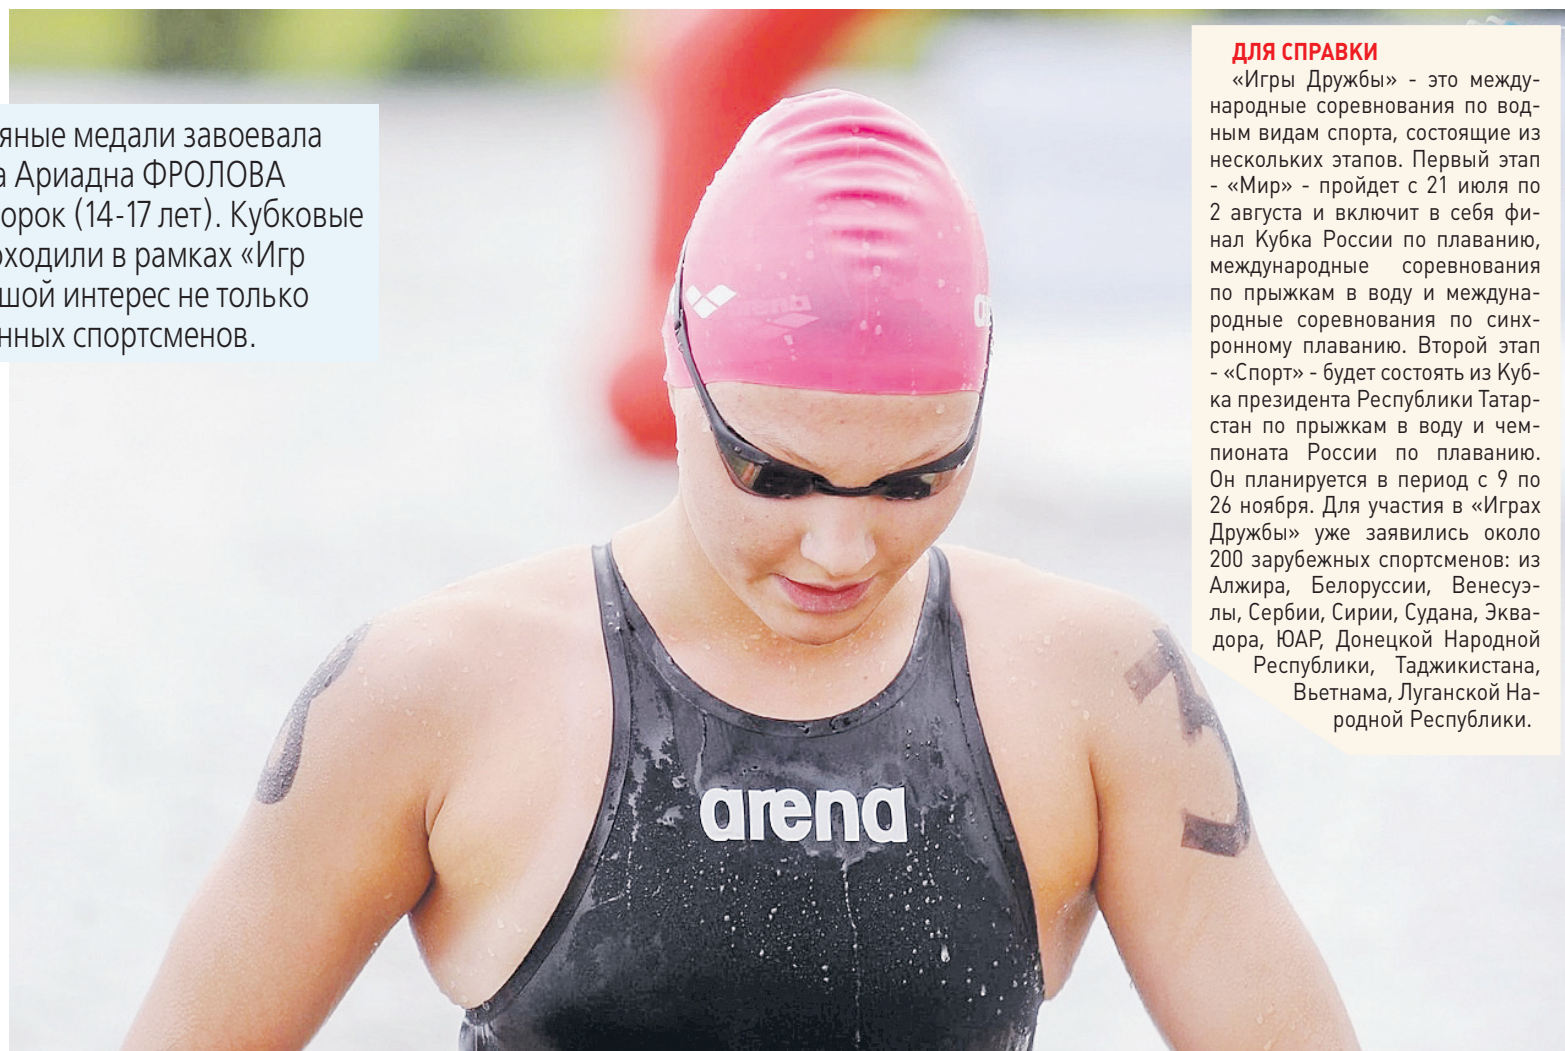 яные медали завоевала
а Ариадна ФРОЛОВА
орок (14-17 лет). Кубковые
оходили в рамках «Игр
шой интерес не только
нных спортсменов.
ДЛЯ СПРАВКИ
«Игры Дружбы» - это между-
народные соревнования по вод-
ным видам спорта, состоящие из
нескольких этапов. Первый этап
- «Мир» - пройдет с 21 июля по
2 августа и включит в себя фи-
нал Кубка России по плаванию,
международные соревнования
по прыжкам в воду и междуна-
родные соревнования по синх-
ронному плаванию. Второй этап
- «Спорт» - будет состоять из Куб-
ка президента Республики Татар-
стан по прыжкам в воду и чем-
пионата России по плаванию.
Он планируется в период с 9 по
26 ноября. Для участия в «Играх
Дружбы» уже заявились около
200 зарубежных спортсменов: из
Алжира, Белоруссии, Венесуэ-
лы, Сербии, Сирии, Судана, Эква-
дора, ЮАР, Донецкой Народной
Республики, Таджикистана,
Вьетнама, Луганской На-
родной Республики.
arena
arena